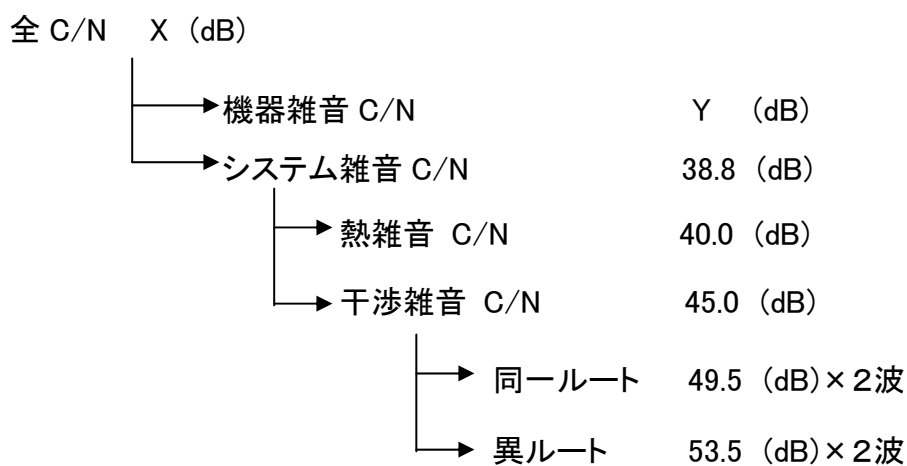 全 C/N X (dB)
機器雑音 C/N Y (dB)
システム雑音 C/N 38.8 (dB)
熱雑音 C/N 40.0 (dB)
干渉雑音 C/N 45.0 (dB)
同一ルート 49.5 (dB)×2波
異ルート 53.5 (dB)×2波